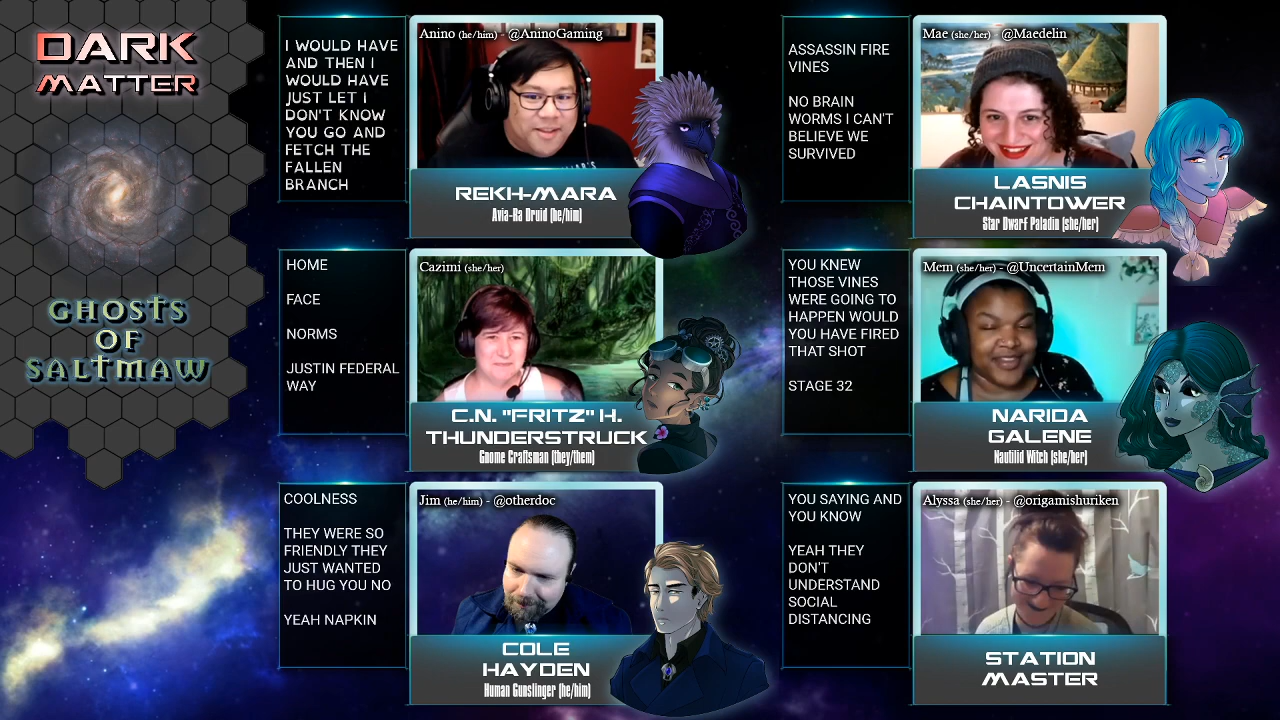 DARK
MATTER
GHOSTS
OF
SALTMAW
I WOULD HAVE
AND THEN I
WOULD HAVE
JUST LET I
DON'T KNOW
YOU GO AND
FETCH THE
FALLEN
BRANCH
Anino (he/him) - @AninoGaming
REKH-MARA
Avia-Ra Druid (he/him)
ASSASSIN FIRE
VINES
NO BRAIN
WORMS I CAN'T
BELIEVE WE
SURVIVED
Mae (she/her) - @Maedelin
LASNIS
CHAINTOWER
Star Dwarf Paladin (she/her)
HOME
FACE
NORMS
JUSTIN FEDERAL
WAY
Cazimi (she/her)
C.N. "FRITZ" H.
THUNDERSTRUCK
Gnome Craftsman (they/them)
YOU KNEW
THOSE VINES
WERE GOING TO
HAPPEN WOULD
YOU HAVE FIRED
THAT SHOT
STAGE 32
Mem (she/her) - @UncertainMem
NARIDA
GALENE
Nautilid Witch (she/her)
COOLNESS
THEY WERE SO
FRIENDLY THEY
JUST WANTED
TO HUG YOU NO
YEAH NAPKIN
Jim (he/him) - @otherdoc
COLE
HAYDEN
Human Gunslinger (he/him)
YOU SAYING AND
YOU KNOW
YEAH THEY
DON'T
UNDERSTAND
SOCIAL
DISTANCING
Alyssa (she/her) - @origamishuriken
STATION
MASTER